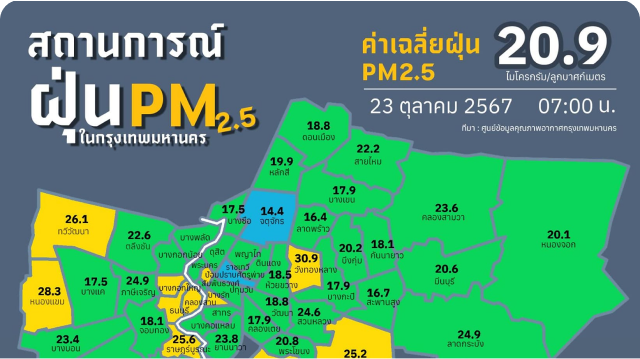 สถานการณ์
ฝุ่นPM2.5
ในกรุงเทพมหานคร
ค่าเฉลี่ยฝุ่น
PM2.5
20.9
ไมโครกรัม/ลูกบาศก์เมตร
23 ตุลาคม 2567 07:00 น.
ที่มา : ศูนย์ข้อมูลคุณภาพอากาศกรุงเทพมหานคร
18.8
ดอนเมือง
22.2
สายไหม
19.9
หลักสี่
17.9
บางเขน
17.5
บางซื่อ
14.4
จตุจักร
16.4
ลาดพร้าว
23.6
คลองสามวา
20.1
หนองจอก
26.1
ทวีวัฒนา
22.6
ตลิ่งชัน
บางพลัด
ดุสิต
พญาไท
ดินแดง
30.9
วังทองหลาง
20.2
บึงกุ่ม
18.1
คันนายาว
บางกอกน้อย
พระนคร
ราชเทวี
ป้อมปราบศัตรูพ่าย
สัมพันธวงศ์
ปทุมวัน
18.5
ห้วยขวาง
17.9
บางกะปิ
20.6
มีนบุรี
28.3
หนองแขม
17.5
บางแค
24.9
ภาษีเจริญ
บางกอกใหญ่
บางรัก
คลองสาน
ธนบุรี
สาทร
18.8
วัฒนา
16.7
สะพานสูง
18.1
จอมทอง
บางคอแหลม
17.9
คลองเตย
24.6
สวนหลวง
24.9
ลาดกระบัง
23.4
บางบอน
25.6
ราษฎร์บูรณะ
23.8
ยานนาวา
20.8
พระโขนง
25.2